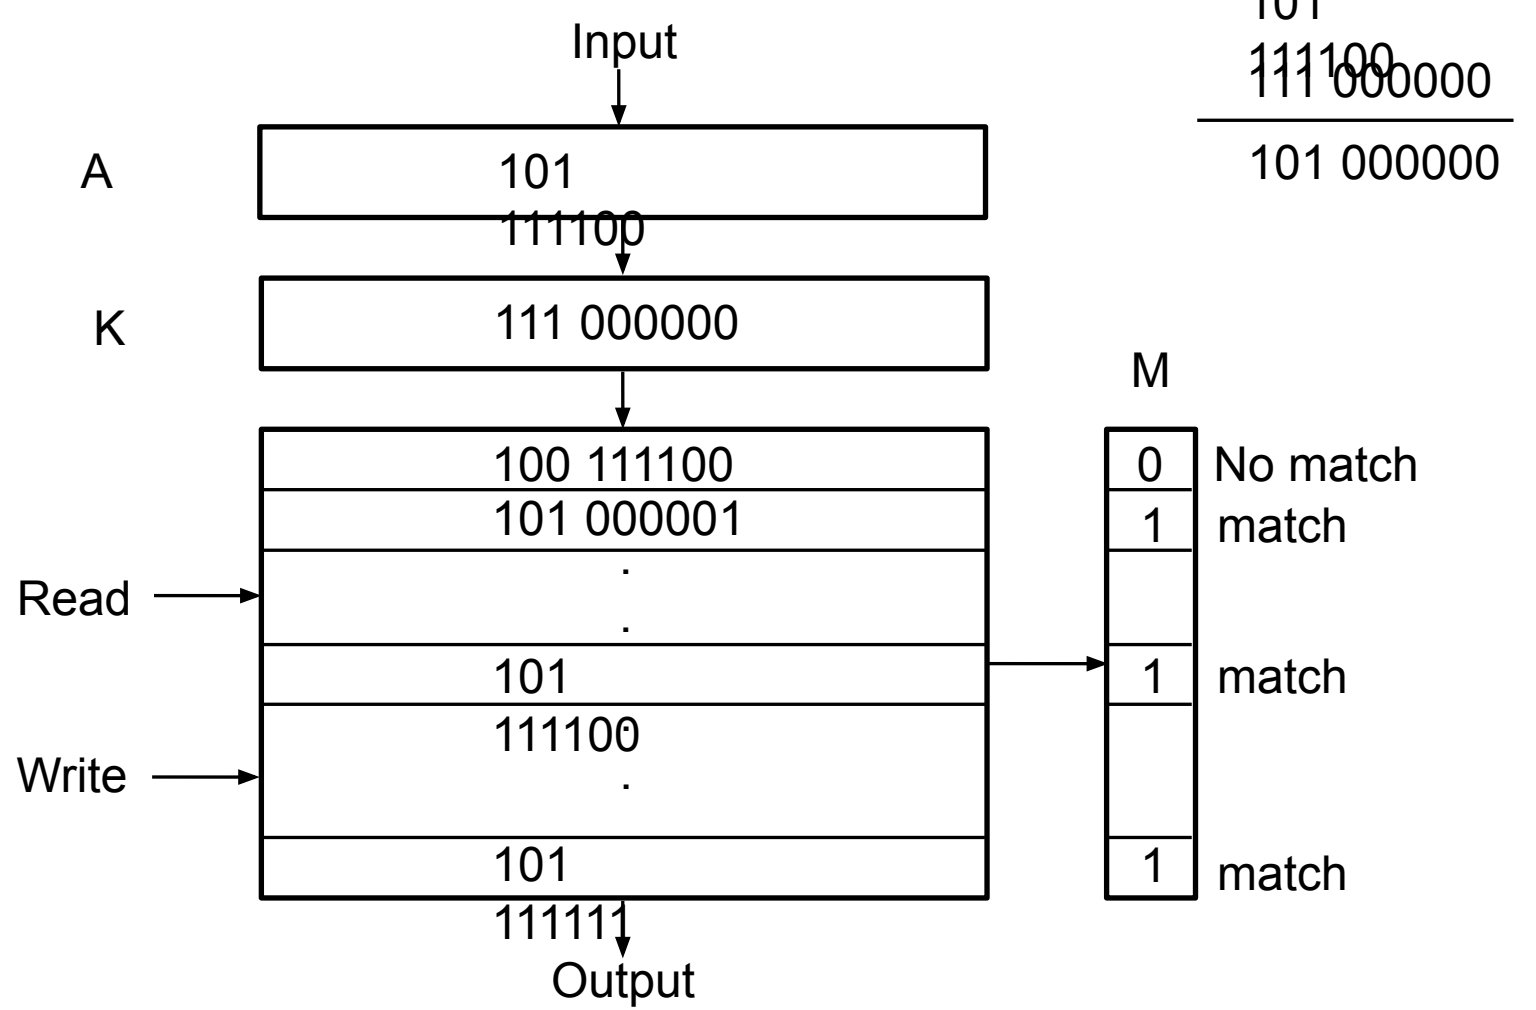 101
111100
111 000000
101 000000
Input
A
101
111100
K
111 000000
M
100 111100
0
No match
101 000001
1
match
.
Read
.
101
1
match
111100
.
Write
.
101
1
match
111111
Output